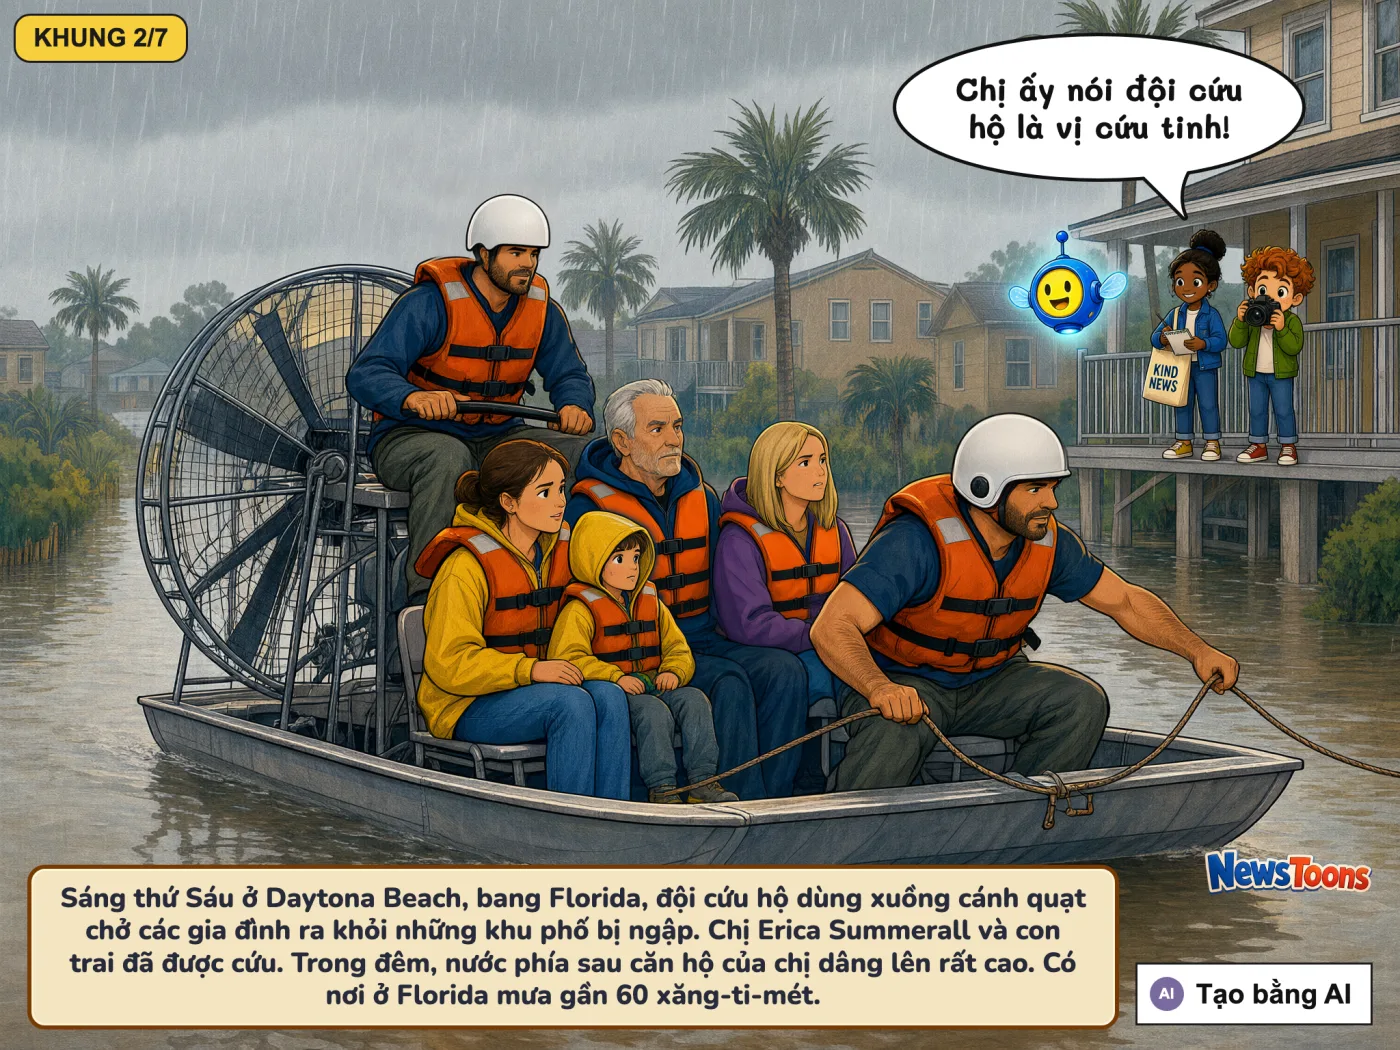 KHUNG 2/7
Chị ấy nói đội cứu
hộ là vị cứu tinh!
KIND
NEWS
NEWSTOONS
Sáng thứ Sáu ở Daytona Beach, bang Florida, đội cứu hộ dùng xuồng cánh quạt
chở các gia đình ra khỏi những khu phố bị ngập. Chị Erica Summerall và con
trai đã được cứu. Trong đêm, nước phía sau căn hộ của chị dâng lên rất cao. Có
nơi ở Florida mưa gần 60 xăng-ti-mét.
AI Tạo bằng AI